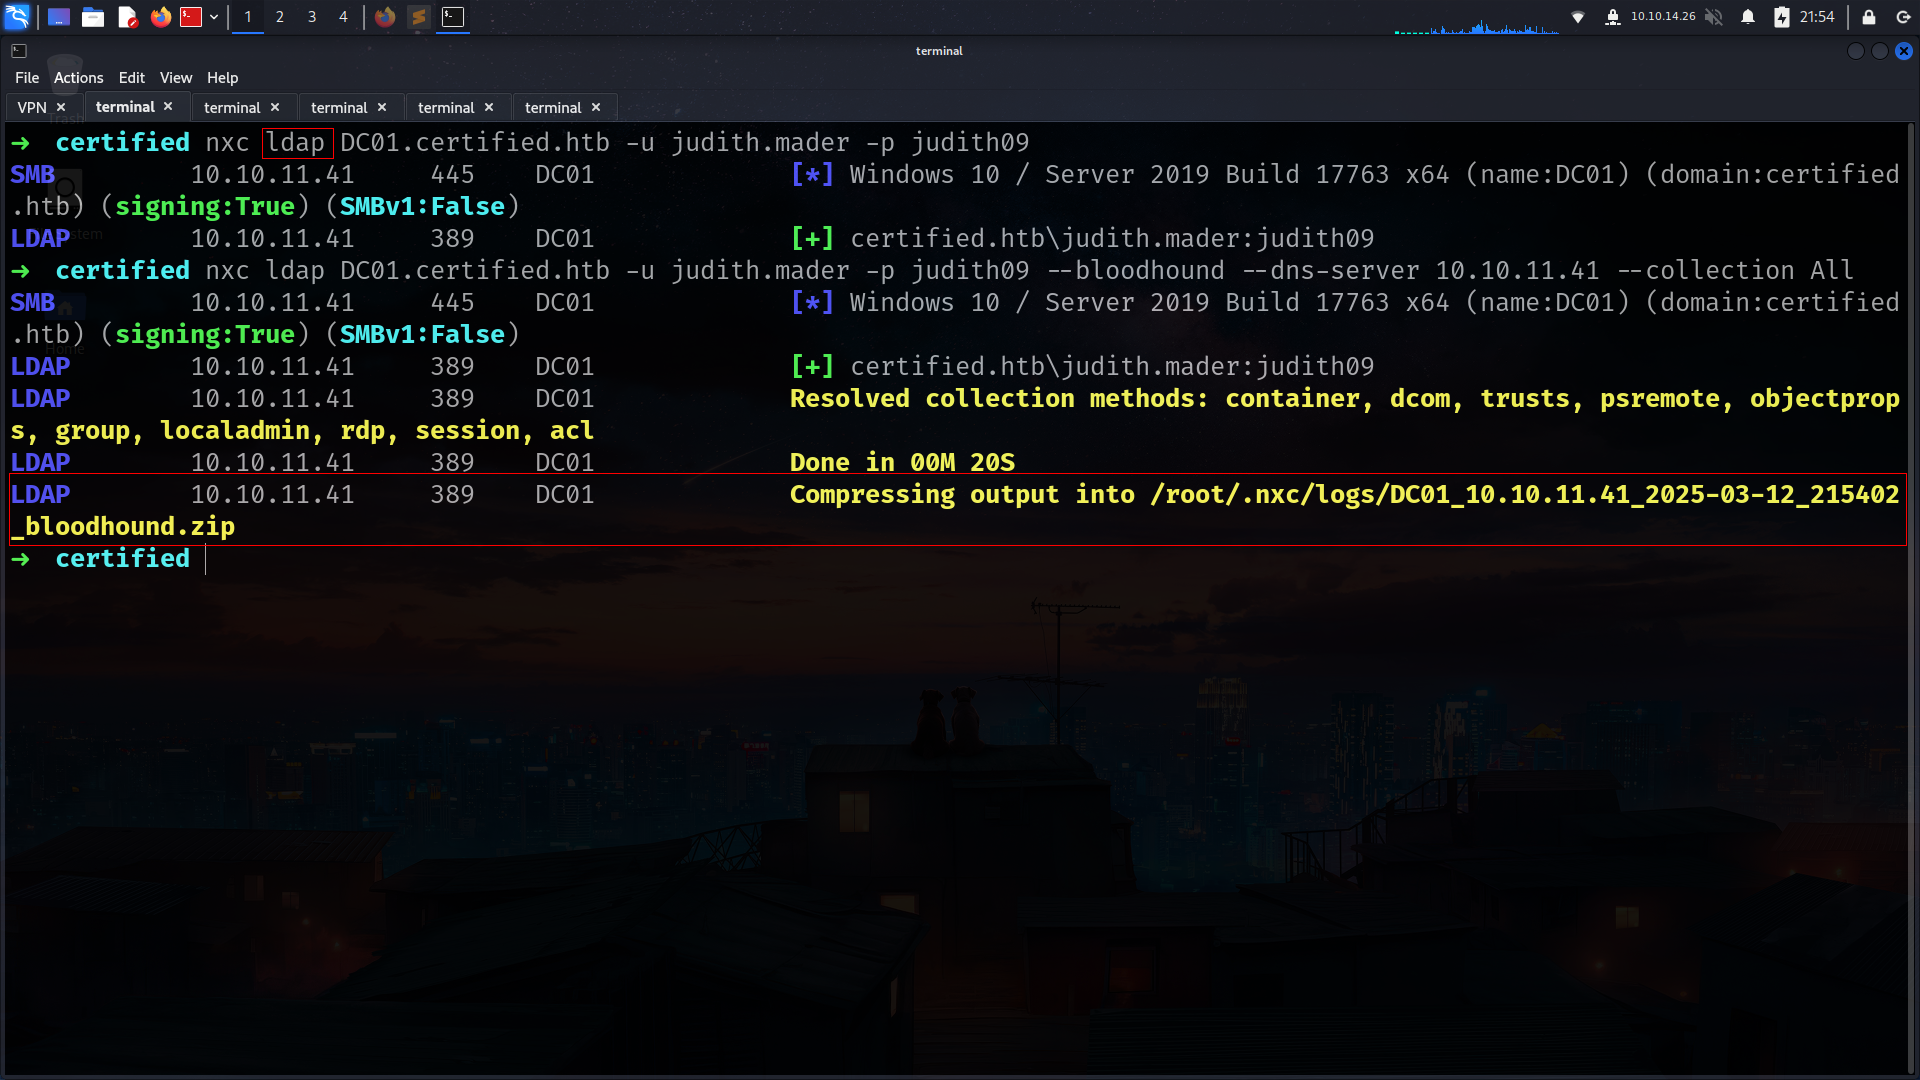 1 2 3 4 10.10.14.26 21:54
terminal
File Actions Edit View Help
VPN × terminal × terminal × terminal × terminal × terminal ×
➜ certified nxc ldap DC01.certified.htb -u judith.mader -p judith09
SMB 10.10.11.41 445 DC01 [*] Windows 10 / Server 2019 Build 17763 x64 (name:DC01) (domain:certified
.htb) (signing:True) (SMBv1:False)
LDAP 10.10.11.41 389 DC01 [+] certified.htb\judith.mader:judith09
➜ certified nxc ldap DC01.certified.htb -u judith.mader -p judith09 --bloodhound --dns-server 10.10.11.41 --collection All
SMB 10.10.11.41 445 DC01 [*] Windows 10 / Server 2019 Build 17763 x64 (name:DC01) (domain:certified
.htb) (signing:True) (SMBv1:False)
LDAP 10.10.11.41 389 DC01 [+] certified.htb\judith.mader:judith09
LDAP 10.10.11.41 389 DC01 Resolved collection methods: container, dcom, trusts, psremote, objectprop
s, group, localadmin, rdp, session, acl
LDAP 10.10.11.41 389 DC01 Done in 00M 20S
LDAP 10.10.11.41 389 DC01 Compressing output into /root/.nxc/logs/DC01_10.10.11.41_2025-03-12_215402
_bloodhound.zip
➜ certified
Trash
Home